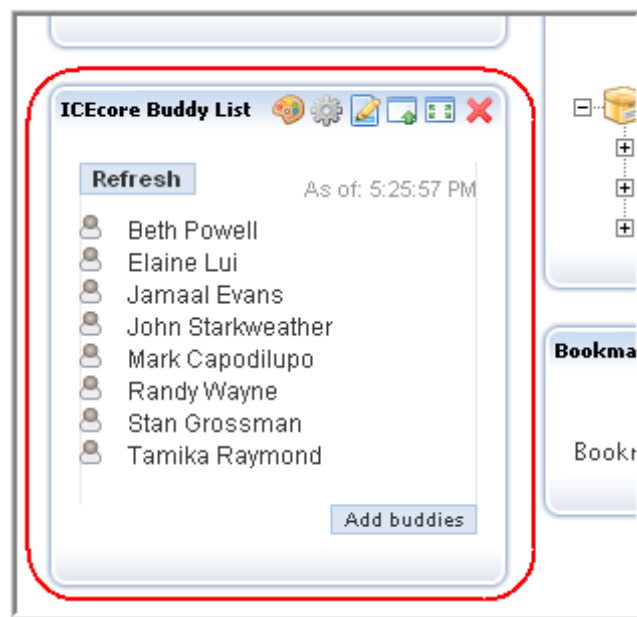 ICEcore Buddy List
Refresh
As of: 5:25:57 PM
Beth Powell
Elaine Lui
Jamaal Evans
John Starkweather
Mark Capodilupo
Randy Wayne
Stan Grossman
Tamika Raymond
Add buddies
Bookma
Bookr